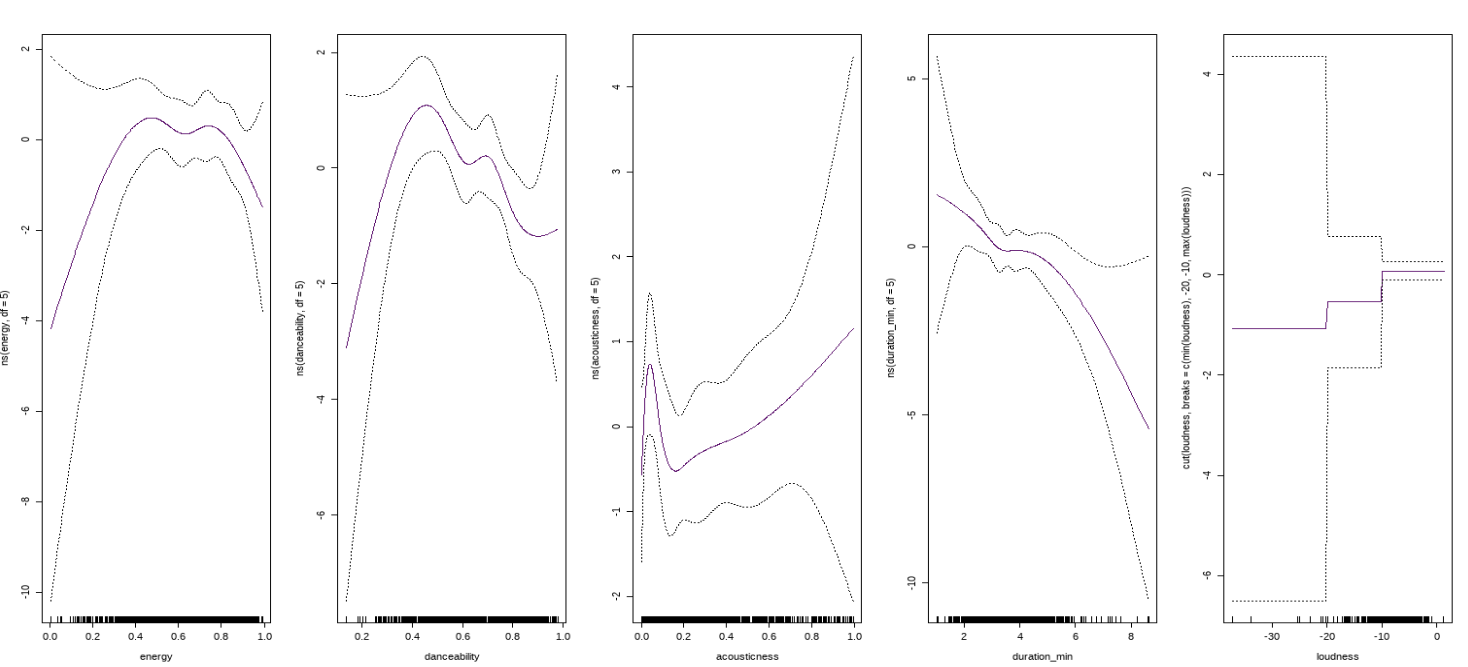 ns(energy, df = 5)
2
0
-2
-4
-6
-8
-10
0.0 0.2 0.4 0.6 0.8 1.0
energy
ns(danceability, df = 5)
2
0
-2
-4
-6
0.2 0.4 0.6 0.8 1.0
danceability
ns(acousticness, df = 5)
4
3
2
1
0
-1
-2
0.0 0.2 0.4 0.6 0.8 1.0
acousticness
ns(duration_min, df = 5)
5
0
-5
-10
2 4 6 8
duration_min
cut(loudness, breaks = c(min(loudness), -20, -10, max(loudness)))
4
2
0
-2
-4
-6
-30 -20 -10 0
loudness